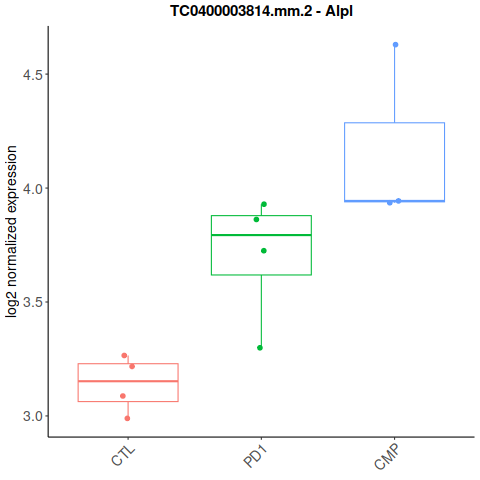 TC0400003814.mm.2 - Alpl
log2 normalized expression
4.5
4.0
3.5
3.0
CTL
PD1
CMP